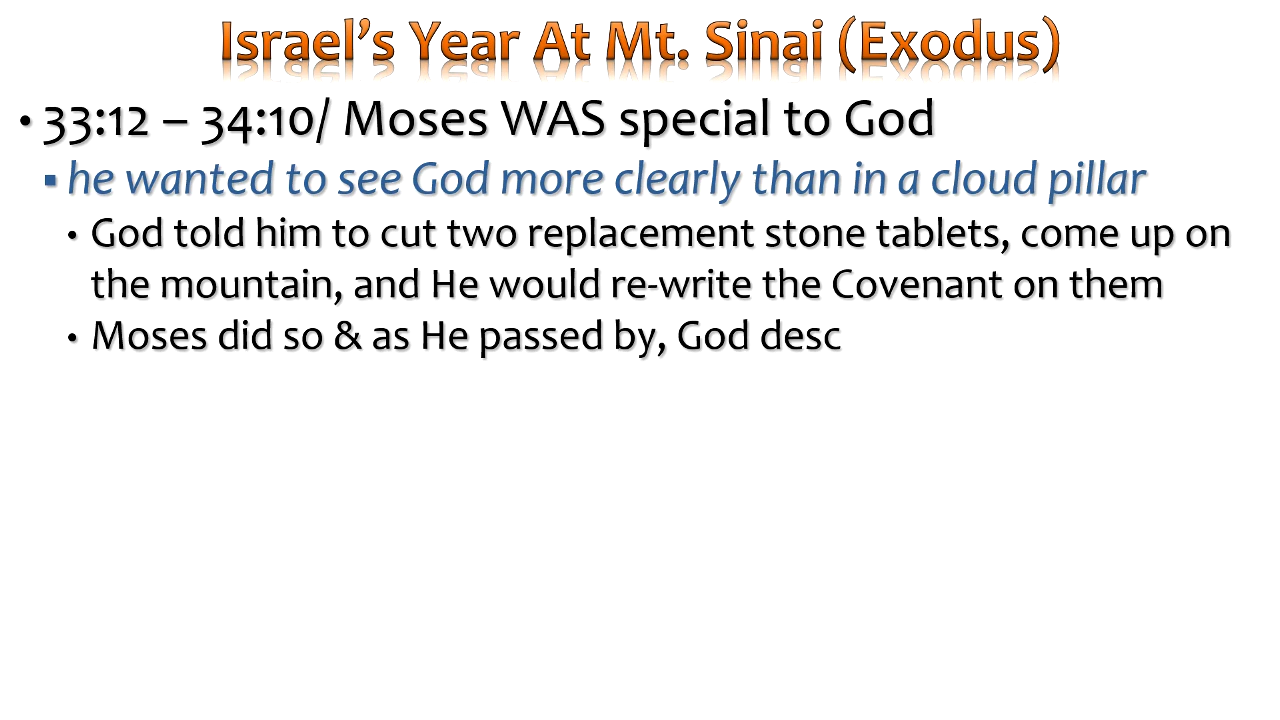 Israel’s Year At Mt. Sinai (Exodus)
• 33:12 – 34:10/ Moses WAS special to God
▪ he wanted to see God more clearly than in a cloud pillar
• God told him to cut two replacement stone tablets, come up on
the mountain, and He would re-write the Covenant on them
• Moses did so & as He passed by, God desc